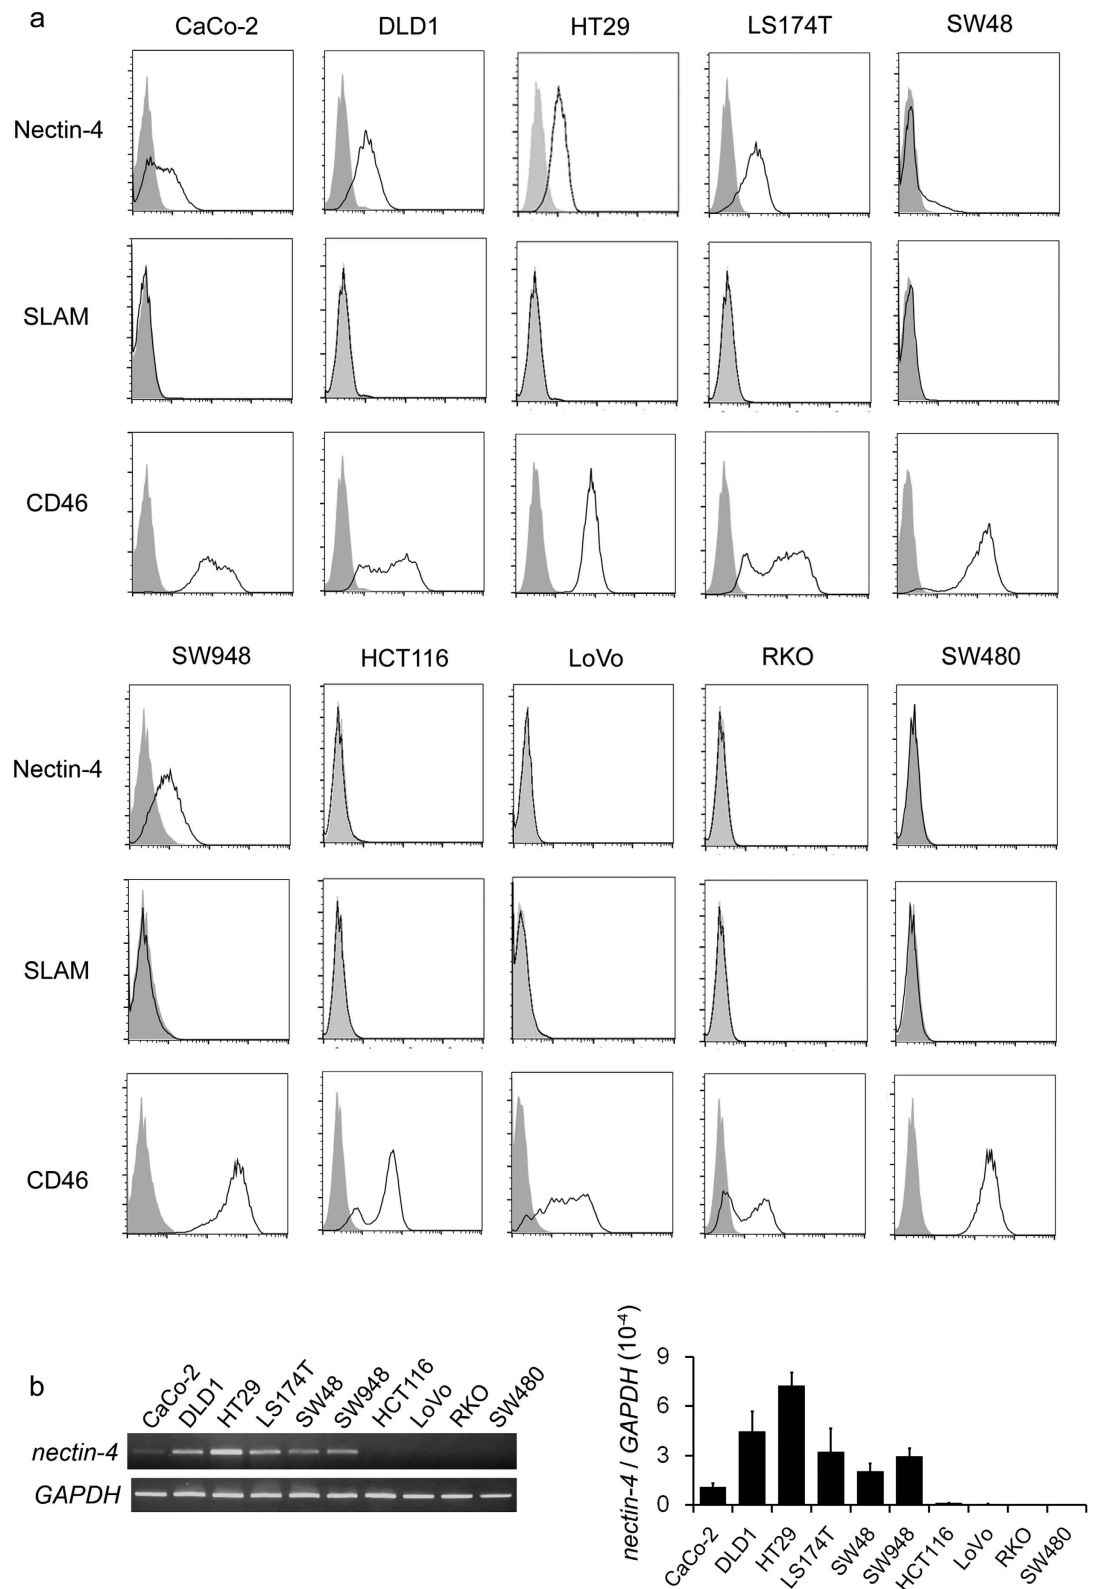 a
CaCo-2 DLD1 HT29 LS174T SW48
Nectin-4
SLAM
CD46
SW948 HCT116 LoVo RKO SW480
Nectin-4
SLAM
CD46
b
CaCo-2 DLD1 HT29 LS174T SW48 SW948 HCT116 LoVo RKO SW480
nectin-4
GAPDH
nectin-4 / GAPDH (10⁻⁴)
9
6
3
0
CaCo-2 DLD1 HT29 LS174T SW48 SW948 HCT116 LoVo RKO SW480